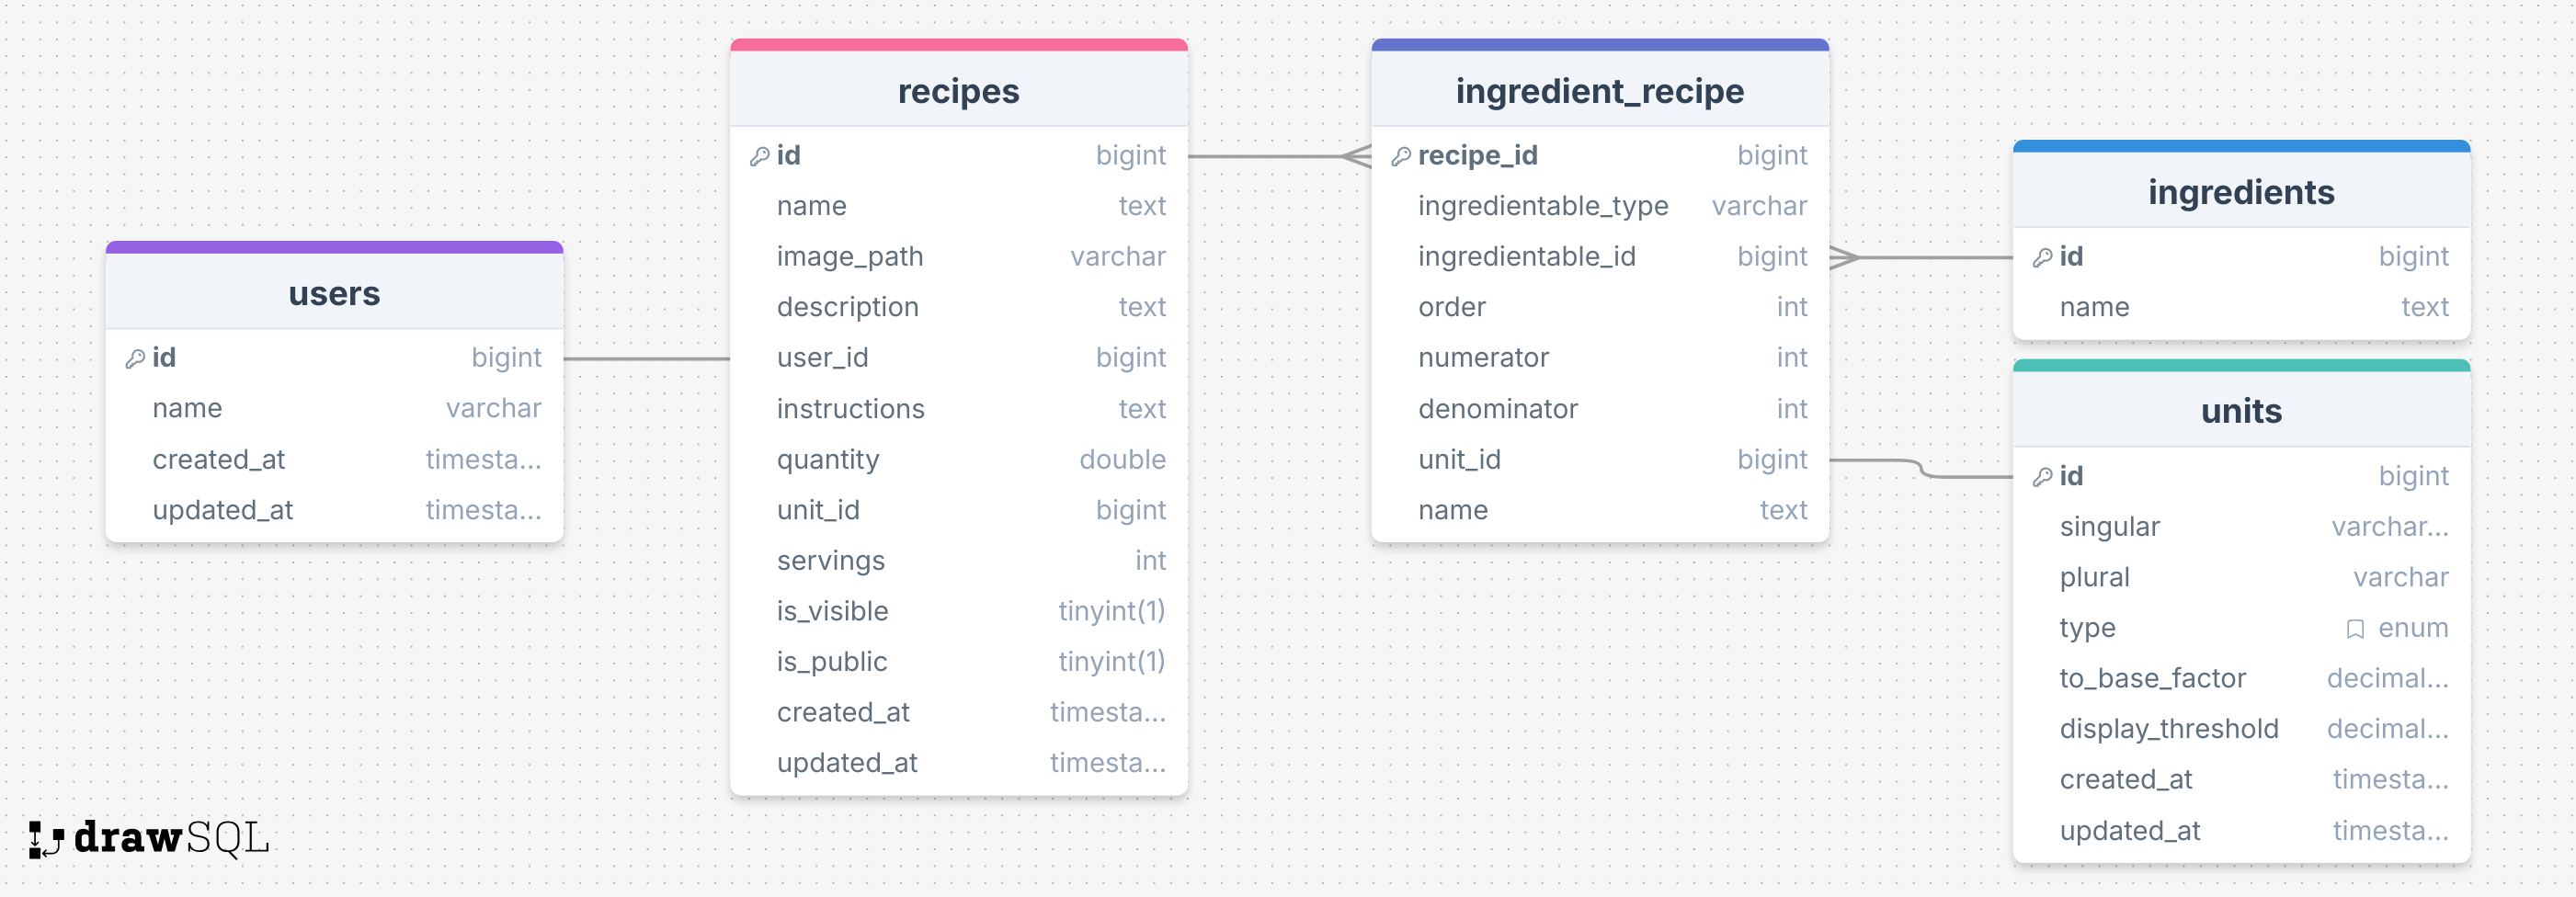 users
id bigint
name varchar
created_at timesta...
updated_at timesta...
recipes
id bigint
name text
image_path varchar
description text
user_id bigint
instructions text
quantity double
unit_id bigint
servings int
is_visible tinyint(1)
is_public tinyint(1)
created_at timesta...
updated_at timesta...
ingredient_recipe
recipe_id bigint
ingredientable_type varchar
ingredientable_id bigint
order int
numerator int
denominator int
unit_id bigint
name text
ingredients
id bigint
name text
units
id bigint
singular varchar...
plural varchar
type enum
to_base_factor decimal...
display_threshold decimal...
created_at timesta...
updated_at timesta...
drawSQL